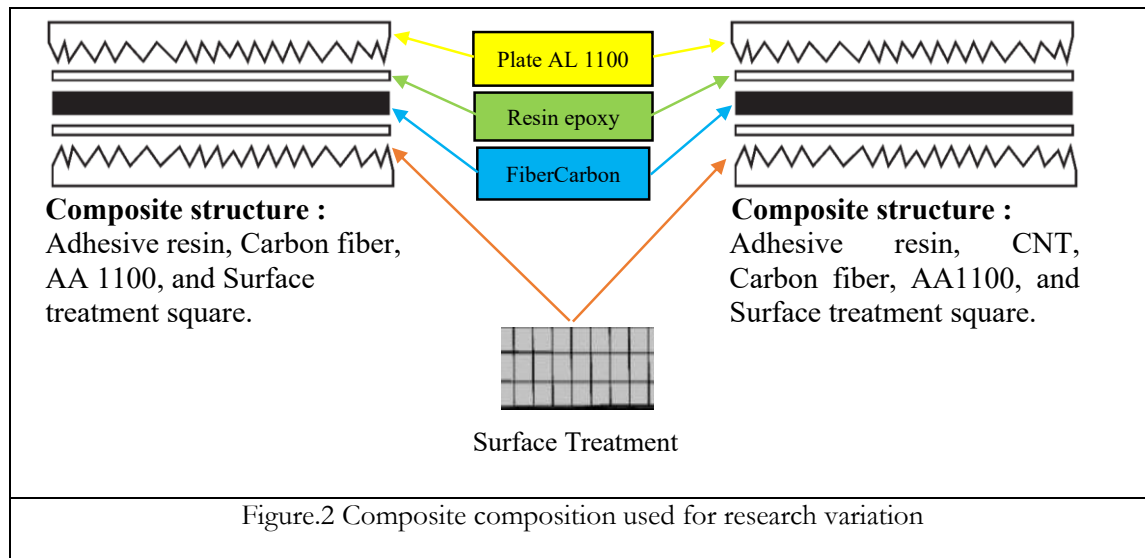 Plate AL 1100
Resin epoxy
FiberCarbon
Composite structure :
Adhesive resin, Carbon fiber,
AA 1100, and Surface
treatment square.
Composite structure :
Adhesive resin, CNT,
Carbon fiber, AA1100, and
Surface treatment square.
Surface Treatment
Figure.2 Composite composition used for research variation